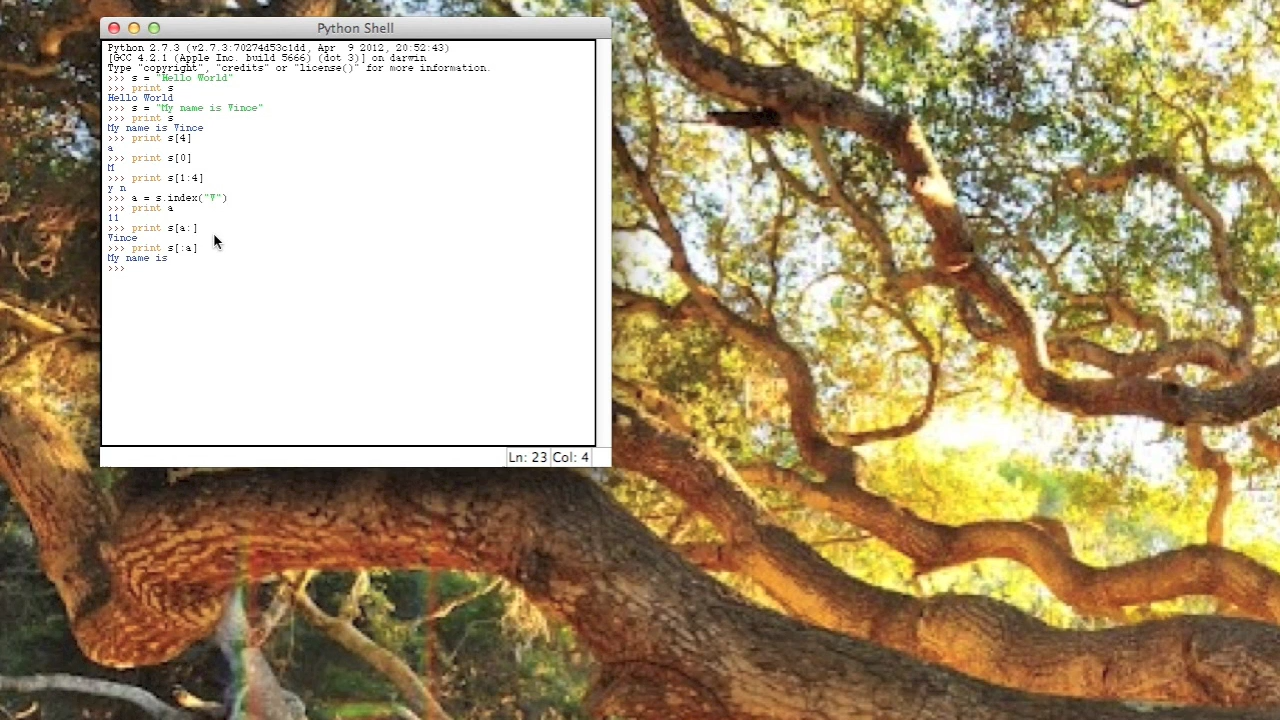 Python Shell
Python 2.7.3 (v2.7.3:70274d53c1dd, Apr  9 2012, 20:52:43)
[GCC 4.2.1 (Apple Inc. build 5666) (dot 3)] on darwin
Type "copyright", "credits" or "license()" for more information.
>>> s = "Hello World"
>>> print s
Hello World
>>> s = "My name is Vince"
>>> print s
My name is Vince
>>> print s[4]
a
>>> print s[0]
M
>>> print s[1:4]
y n
>>> a = s.index("V")
>>> print a
11
>>> print s[a:]
Vince
>>> print s[:a]
My name is
>>>
Ln: 23 Col: 4